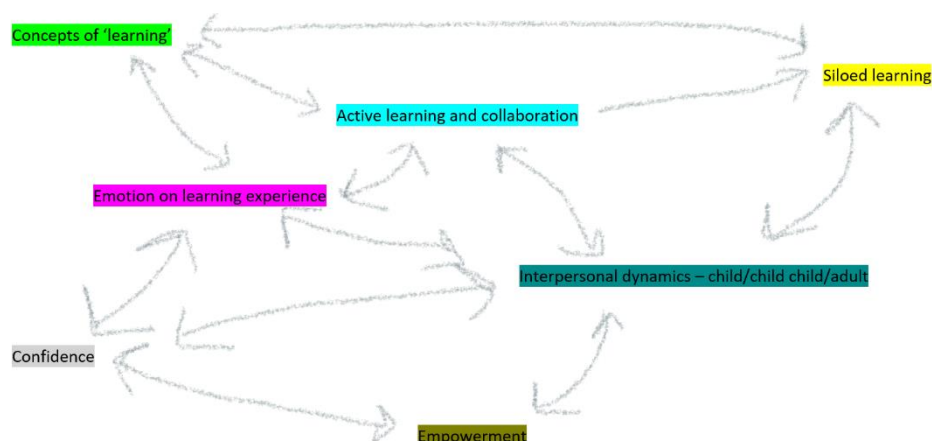 Concepts of ‘learning’
Siloed learning
Active learning and collaboration
Emotion on learning experience
Interpersonal dynamics – child/child child/adult
Confidence
Empowerment